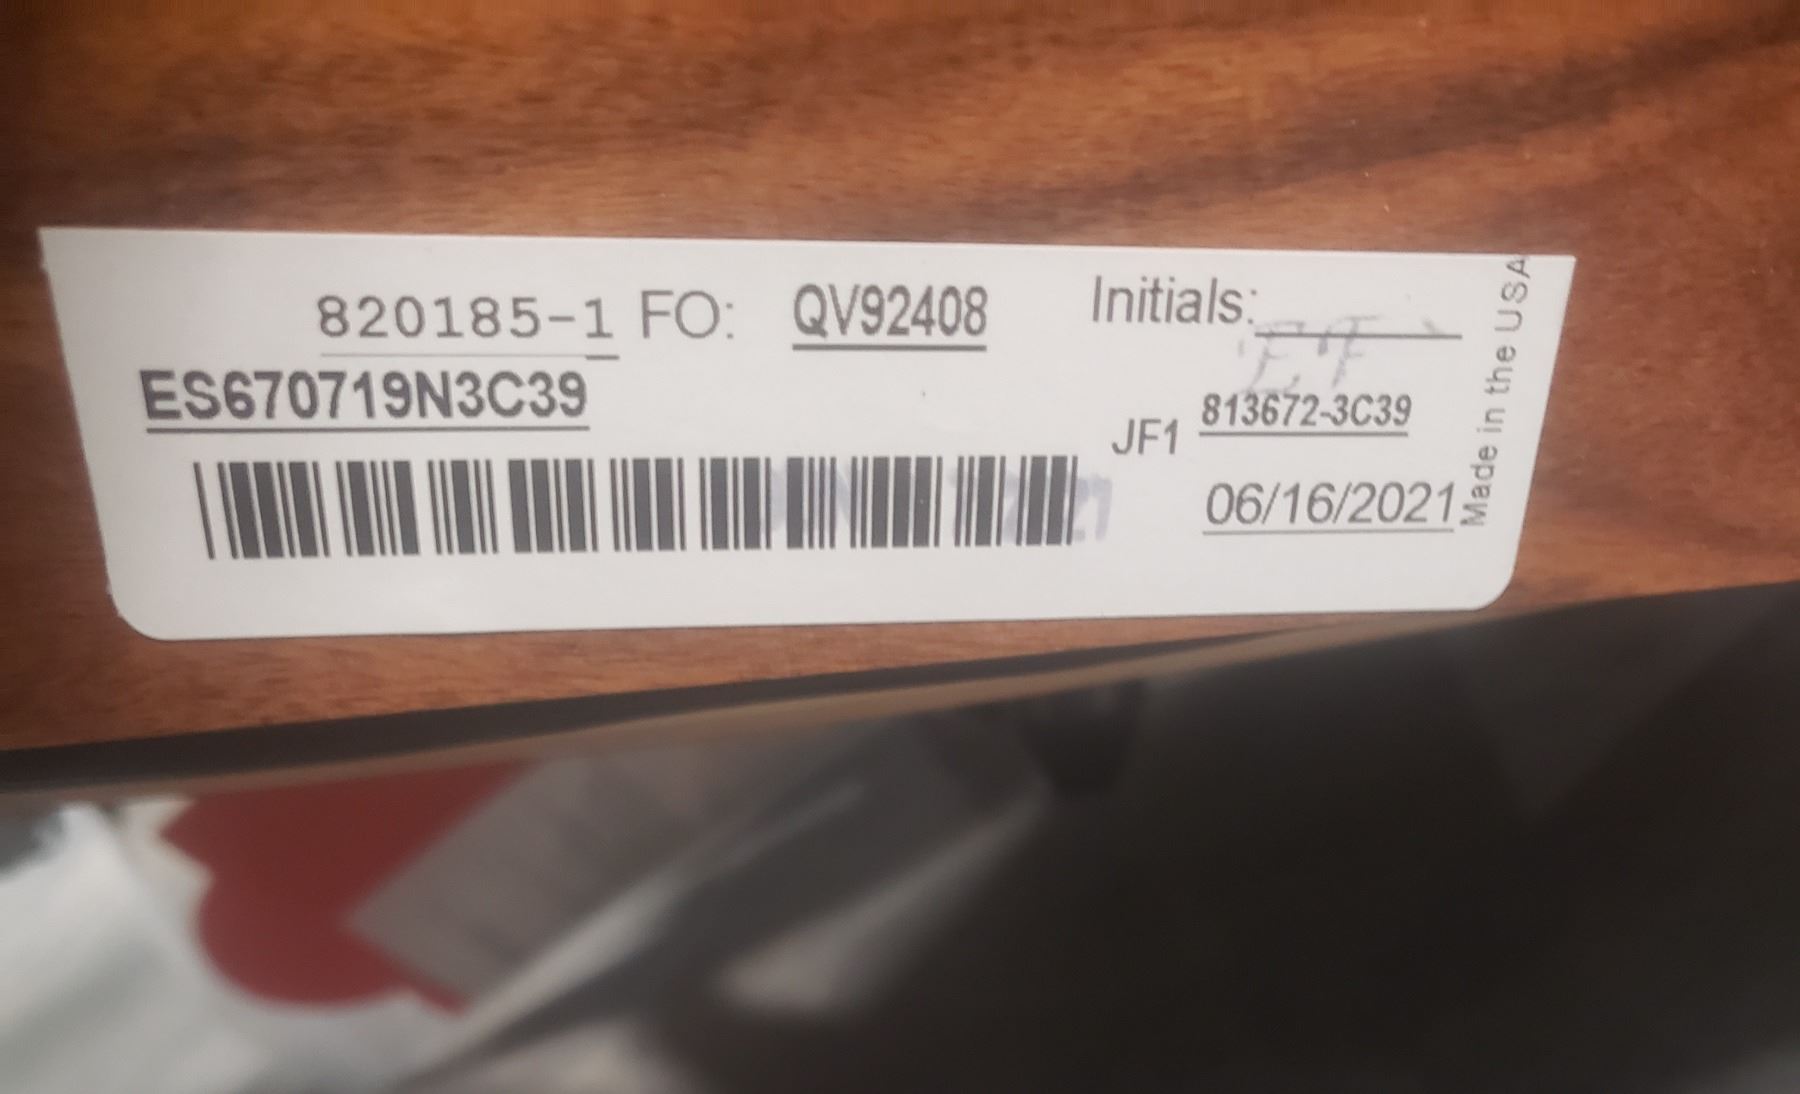 820185-1 FO: QV92408 Initials:
ES670719N3C39
JF1 813672-3C39
06/16/2021
Made in the USA